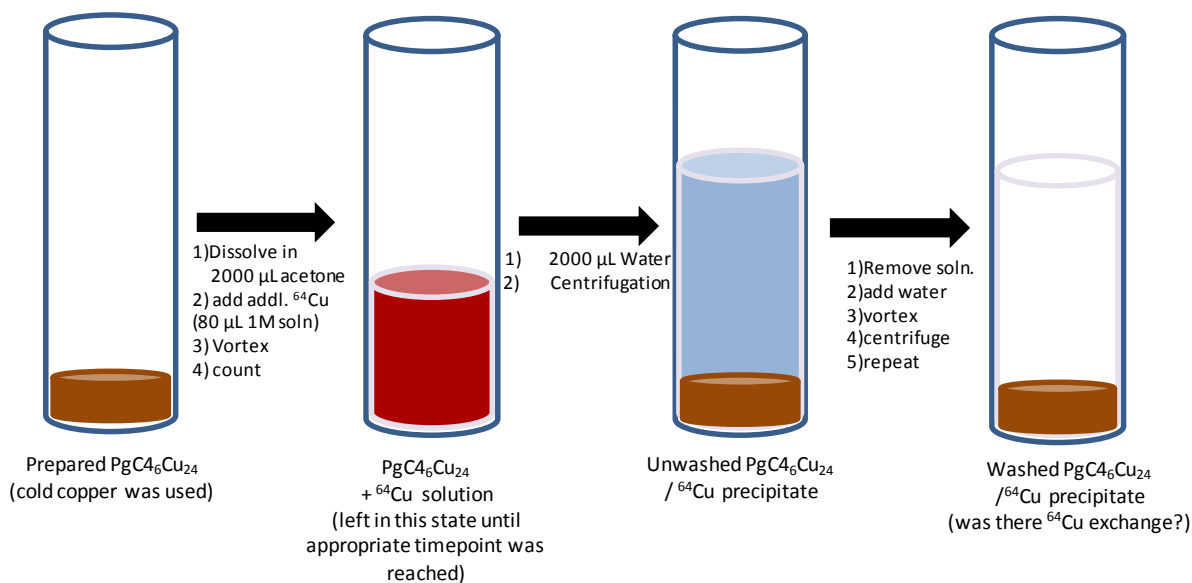 1)Dissolve in
2000 µL acetone
2) add addl. ⁶⁴Cu
(80 µL 1M soln)
3) Vortex
4) count
1) 2000 µL Water
2) Centrifugation
1)Remove soln.
2)add water
3)vortex
4)centrifuge
5)repeat
Prepared PgC4₆Cu₂₄
(cold copper was used)
PgC4₆Cu₂₄
+ ⁶⁴Cu solution
(left in this state until
appropriate timepoint was
reached)
Unwashed PgC4₆Cu₂₄
/ ⁶⁴Cu precipitate
Washed PgC4₆Cu₂₄
/⁶⁴Cu precipitate
(was there ⁶⁴Cu exchange?)